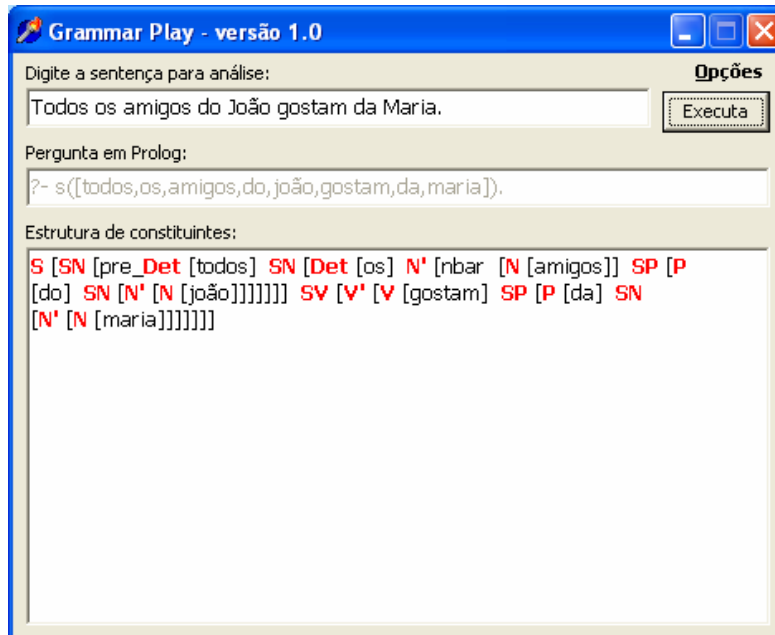 Grammar Play - versão 1.0
Digite a sentença para análise:
Opções
Todos os amigos do João gostam da Maria.
Executa
Pergunta em Prolog:
?- s([todos,os,amigos,do,joão,gostam,da,maria]).
Estrutura de constituintes:
S [SN [pre_Det [todos] SN [Det [os] N' [nbar [N [amigos]] SP [P
[do] SN [N' [N [joão]]]]]]] SV [V' [V [gostam] SP [P [da] SN
[N' [N [maria]]]]]]]